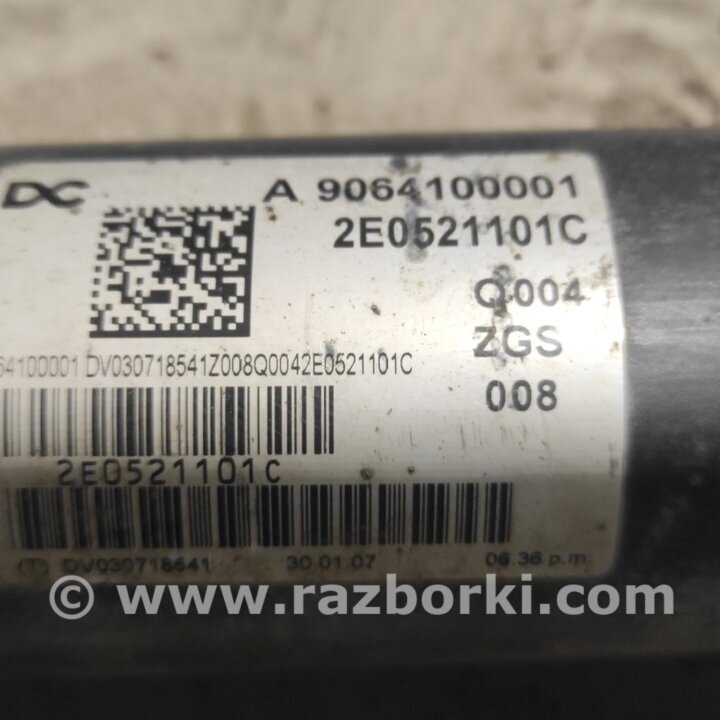 DC A 9064100001
2E0521101C
Q004
ZGS
008
64100001 DV030718541Z008Q0042E0521101C
2E0521101C
(T) DV030718541 30.01.07 06.36 p.m.
© www.razborki.com